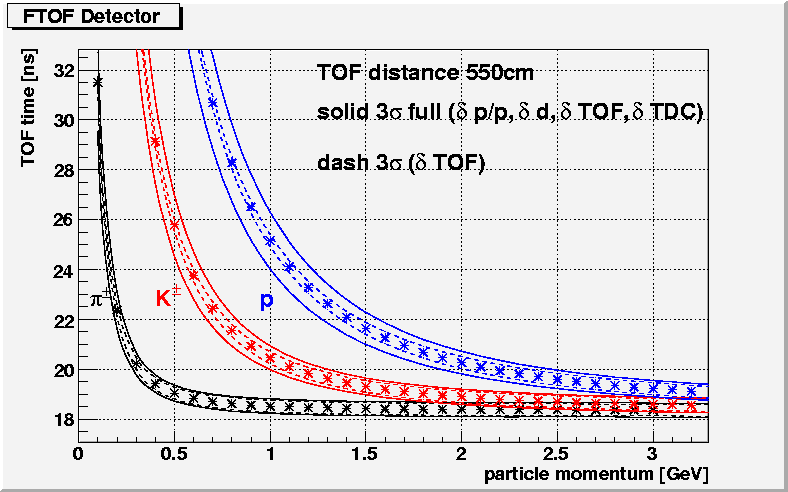 FTOF Detector
TOF time [ns]
32
30
28
26
24
22
20
18
TOF distance 550cm
solid 3σ full (δ p/p, δ d, δ TOF, δ TDC)
dash 3σ (δ TOF)
π±
K±
p
0
0.5
1
1.5
2
2.5
3
particle momentum [GeV]